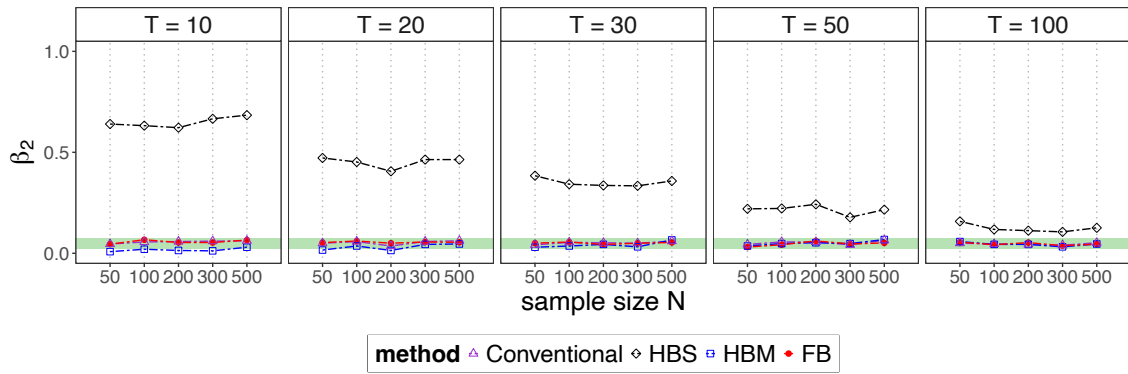 T = 10 T = 20 T = 30 T = 50 T = 100
1.0
0.5
0.0
β₂
50 100 200 300 500 50 100 200 300 500 50 100 200 300 500 50 100 200 300 500 50 100 200 300 500
sample size N
method Conventional HBS HBM FB